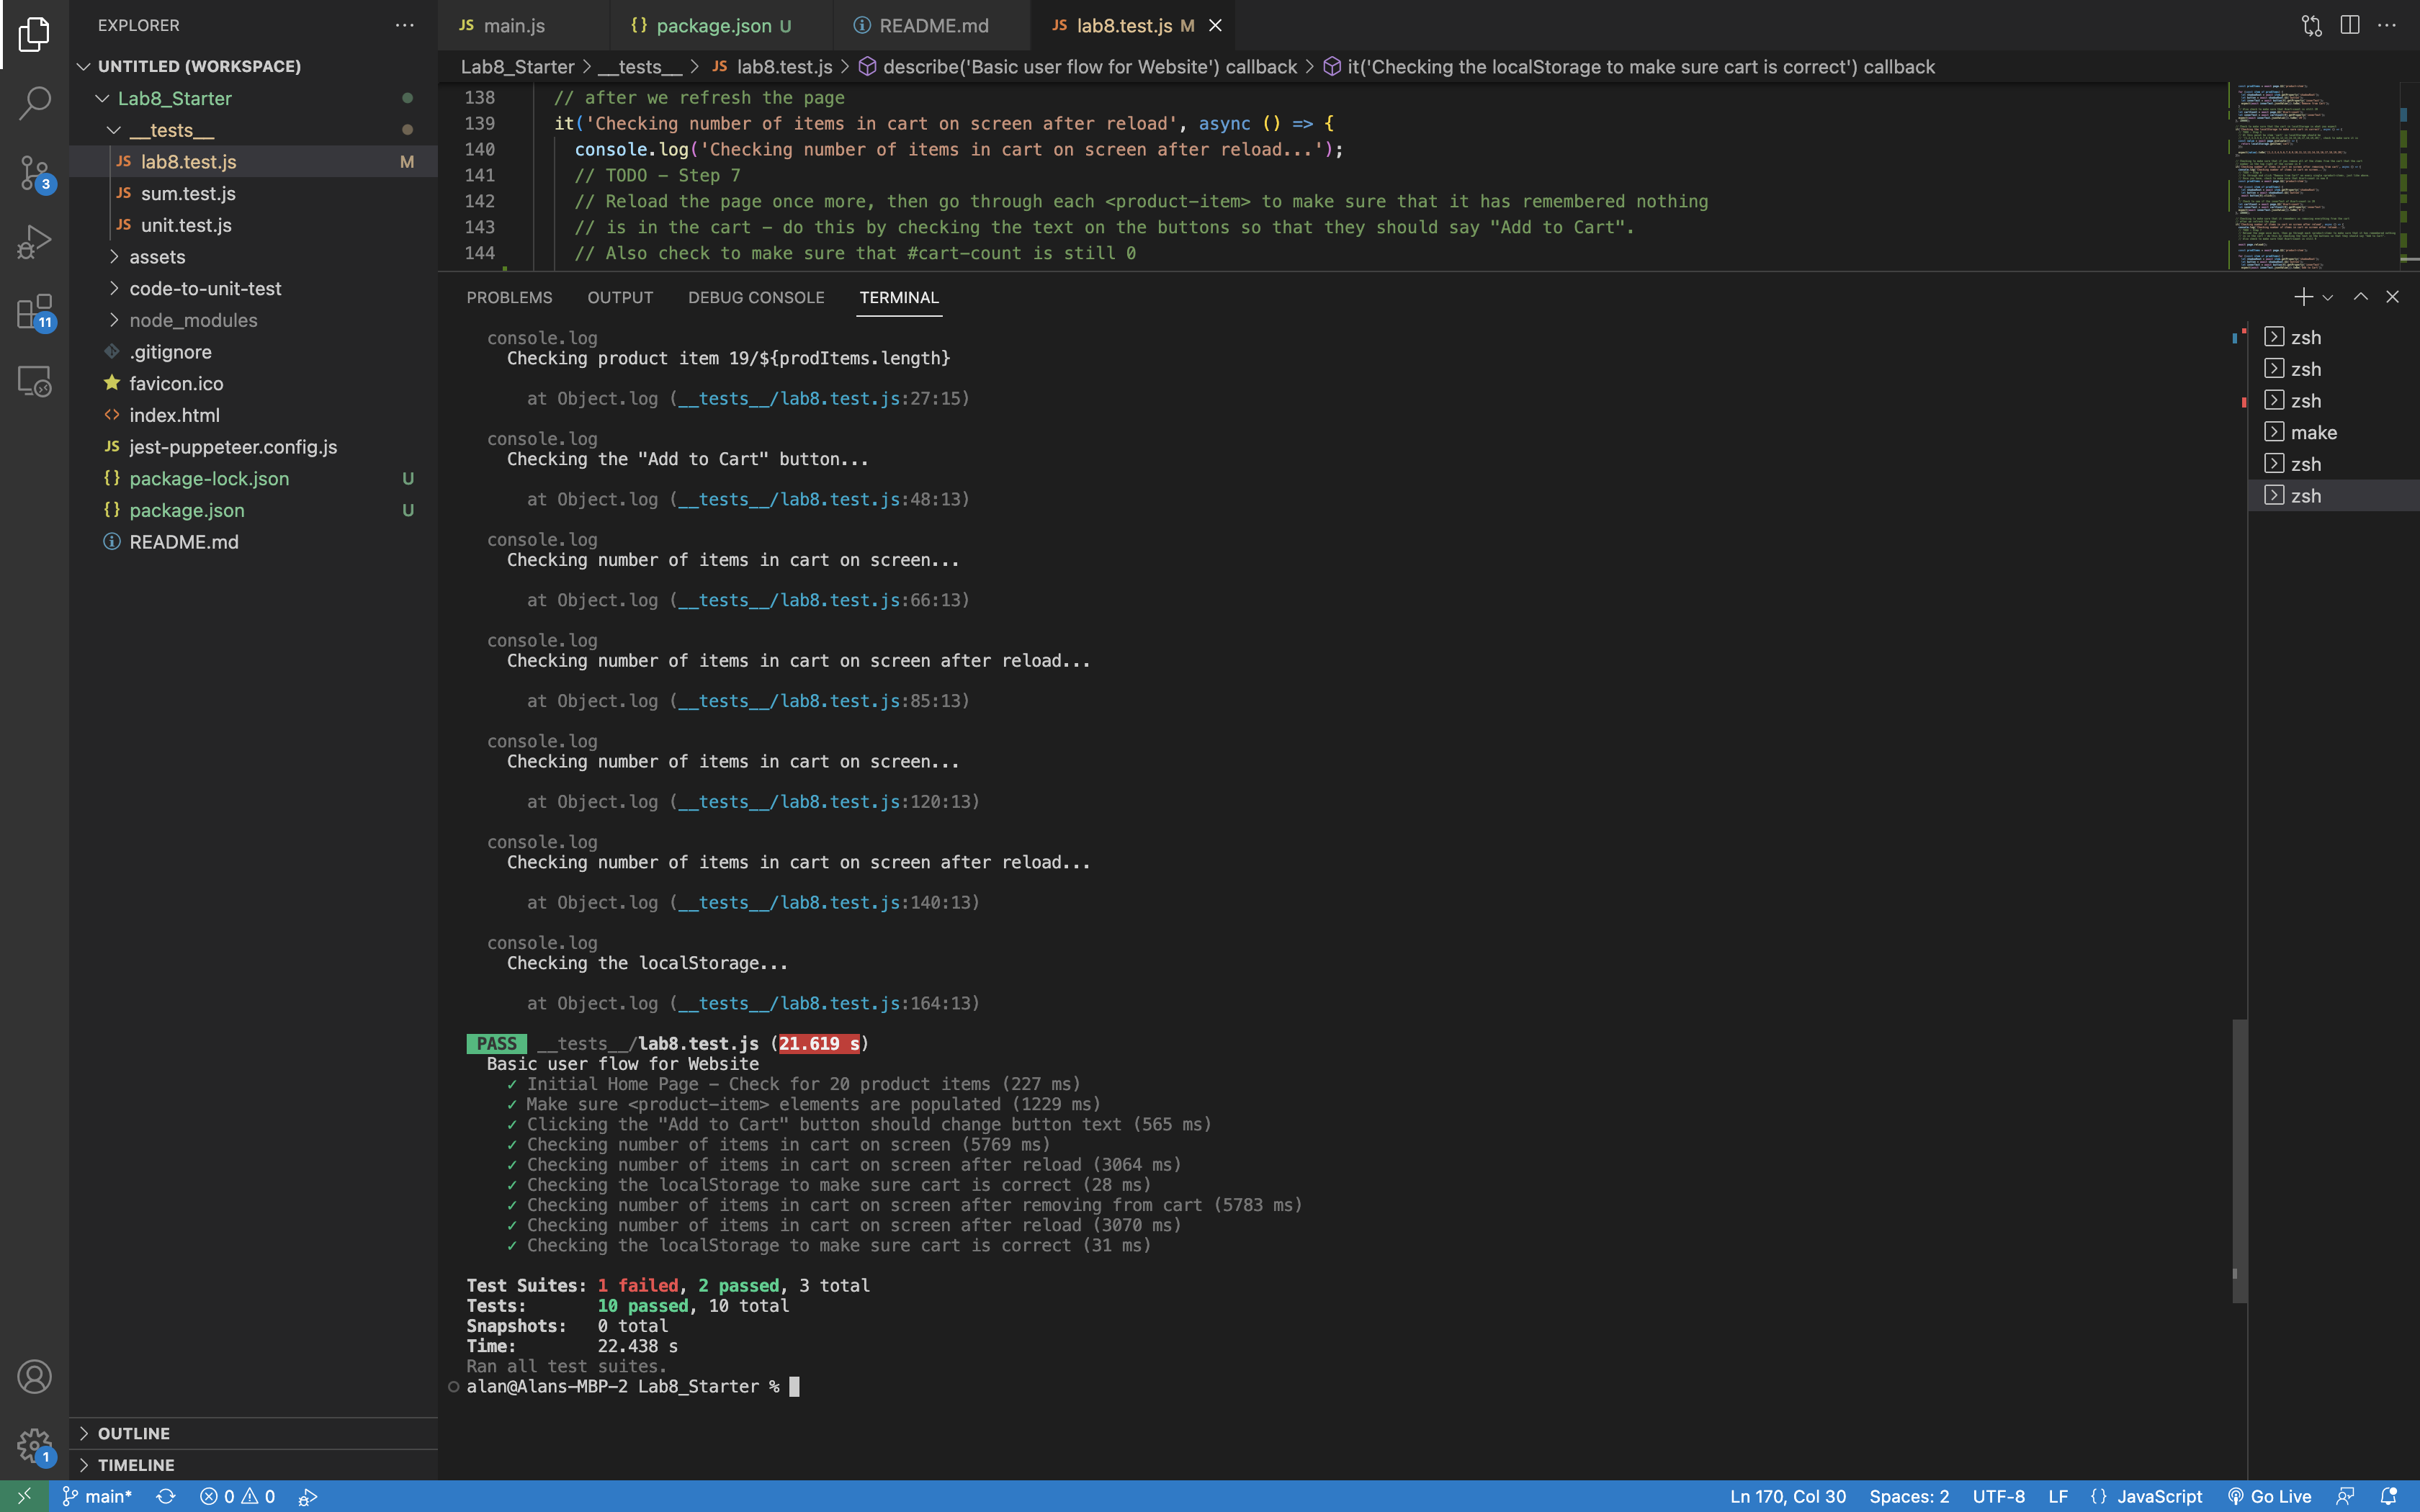 EXPLORER
UNTITLED (WORKSPACE)
Lab8_Starter
__tests__
JS lab8.test.js M
JS sum.test.js
JS unit.test.js
assets
code-to-unit-test
node_modules
.gitignore
favicon.ico
<> index.html
JS jest-puppeteer.config.js
{} package-lock.json U
{} package.json U
README.md
OUTLINE
TIMELINE
3
11
1
JS main.js
{} package.json U
README.md
JS lab8.test.js M
Lab8_Starter > __tests__ > JS lab8.test.js > describe('Basic user flow for Website') callback > it('Checking the localStorage to make sure cart is correct') callback
138 // after we refresh the page
139 it('Checking number of items in cart on screen after reload', async () => {
140 console.log('Checking number of items in cart on screen after reload...');
141 // TODO - Step 7
142 // Reload the page once more, then go through each <product-item> to make sure that it has remembered nothing
143 // is in the cart - do this by checking the text on the buttons so that they should say "Add to Cart".
144 // Also check to make sure that #cart-count is still 0
PROBLEMS OUTPUT DEBUG CONSOLE TERMINAL
console.log
Checking product item 19/${prodItems.length}
at Object.log (__tests__/lab8.test.js:27:15)
console.log
Checking the "Add to Cart" button...
at Object.log (__tests__/lab8.test.js:48:13)
console.log
Checking number of items in cart on screen...
at Object.log (__tests__/lab8.test.js:66:13)
console.log
Checking number of items in cart on screen after reload...
at Object.log (__tests__/lab8.test.js:85:13)
console.log
Checking number of items in cart on screen...
at Object.log (__tests__/lab8.test.js:120:13)
console.log
Checking number of items in cart on screen after reload...
at Object.log (__tests__/lab8.test.js:140:13)
console.log
Checking the localStorage...
at Object.log (__tests__/lab8.test.js:164:13)
PASS __tests__/lab8.test.js (21.619 s)
Basic user flow for Website
✓ Initial Home Page - Check for 20 product items (227 ms)
✓ Make sure <product-item> elements are populated (1229 ms)
✓ Clicking the "Add to Cart" button should change button text (565 ms)
✓ Checking number of items in cart on screen (5769 ms)
✓ Checking number of items in cart on screen after reload (3064 ms)
✓ Checking the localStorage to make sure cart is correct (28 ms)
✓ Checking number of items in cart on screen after removing from cart (5783 ms)
✓ Checking number of items in cart on screen after reload (3070 ms)
✓ Checking the localStorage to make sure cart is correct (31 ms)
Test Suites: 1 failed, 2 passed, 3 total
Tests: 10 passed, 10 total
Snapshots: 0 total
Time: 22.438 s
Ran all test suites.
alan@Alans-MBP-2 Lab8_Starter %
zsh
zsh
zsh
make
zsh
zsh
main* 0 0
Ln 170, Col 30 Spaces: 2 UTF-8 LF {} JavaScript Go Live